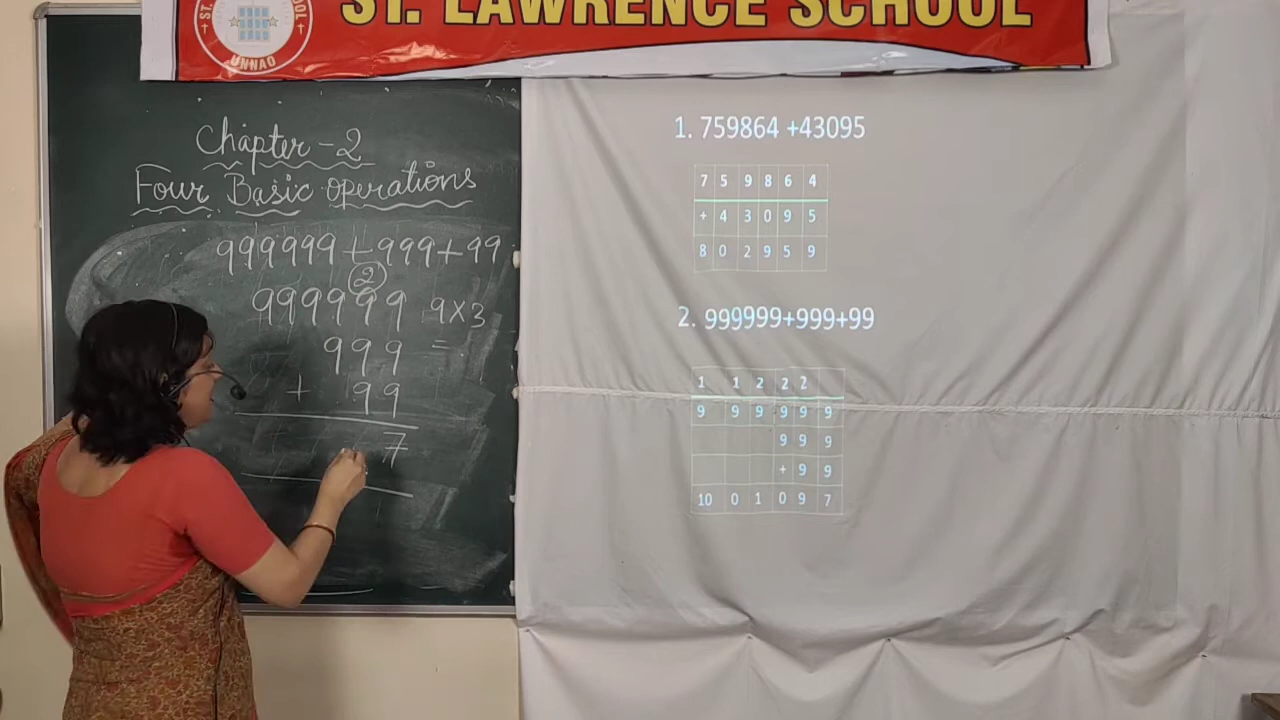 ST. LAWRENCE SCHOOL
UNNAO
Chapter-2
Four Basic Operations
999999+999+99
2
999999 9×3
999 =
+ 99
7
1. 759864 +43095
7 5 9 8 6 4
+ 4 3 0 9 5
8 0 2 9 5 9
2. 999999+999+99
1 1 2 2 2
9 9 9 9 9 9
9 9 9
+ 9 9
10 0 1 0 9 7